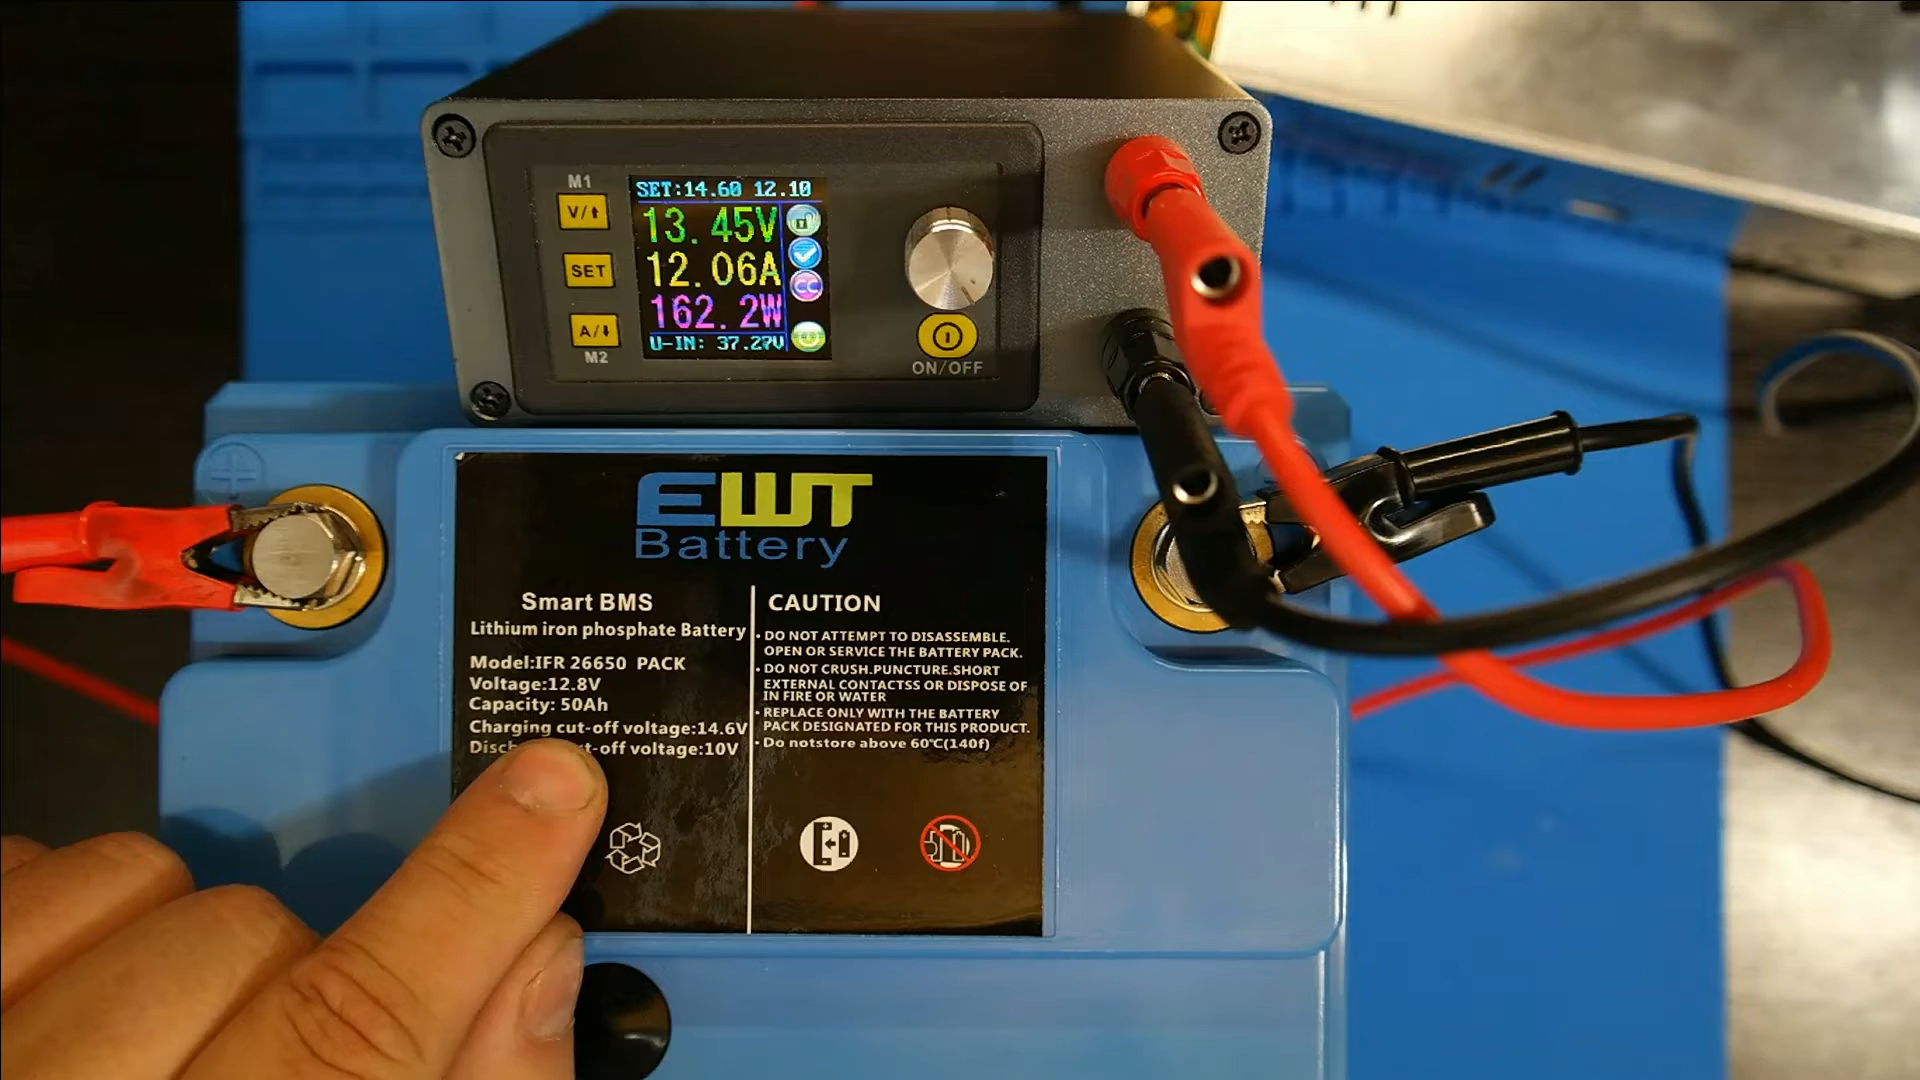 M1
V/⬆
SET
A/⬇
M2
SET:14.60 12.10
13.45V
12.06A
CC
162.2W
U-IN: 37.27V
ON/OFF
EWT
Battery
Smart BMS
Lithium iron phosphate Battery
Model:IFR 26650 PACK
Voltage:12.8V
Capacity: 50Ah
Charging cut-off voltage:14.6V
voltage:10V
CAUTION
• DO NOT ATTEMPT TO DISASSEMBLE.
OPEN OR SERVICE THE BATTERY PACK.
• DO NOT CRUSH.PUNCTURE.SHORT
EXTERNAL CONTACTSS OR DISPOSE OF
IN FIRE OR WATER
• REPLACE ONLY WITH THE BATTERY
PACK DESIGNATED FOR THIS PRODUCT.
• Do notstore above 60℃(140f)